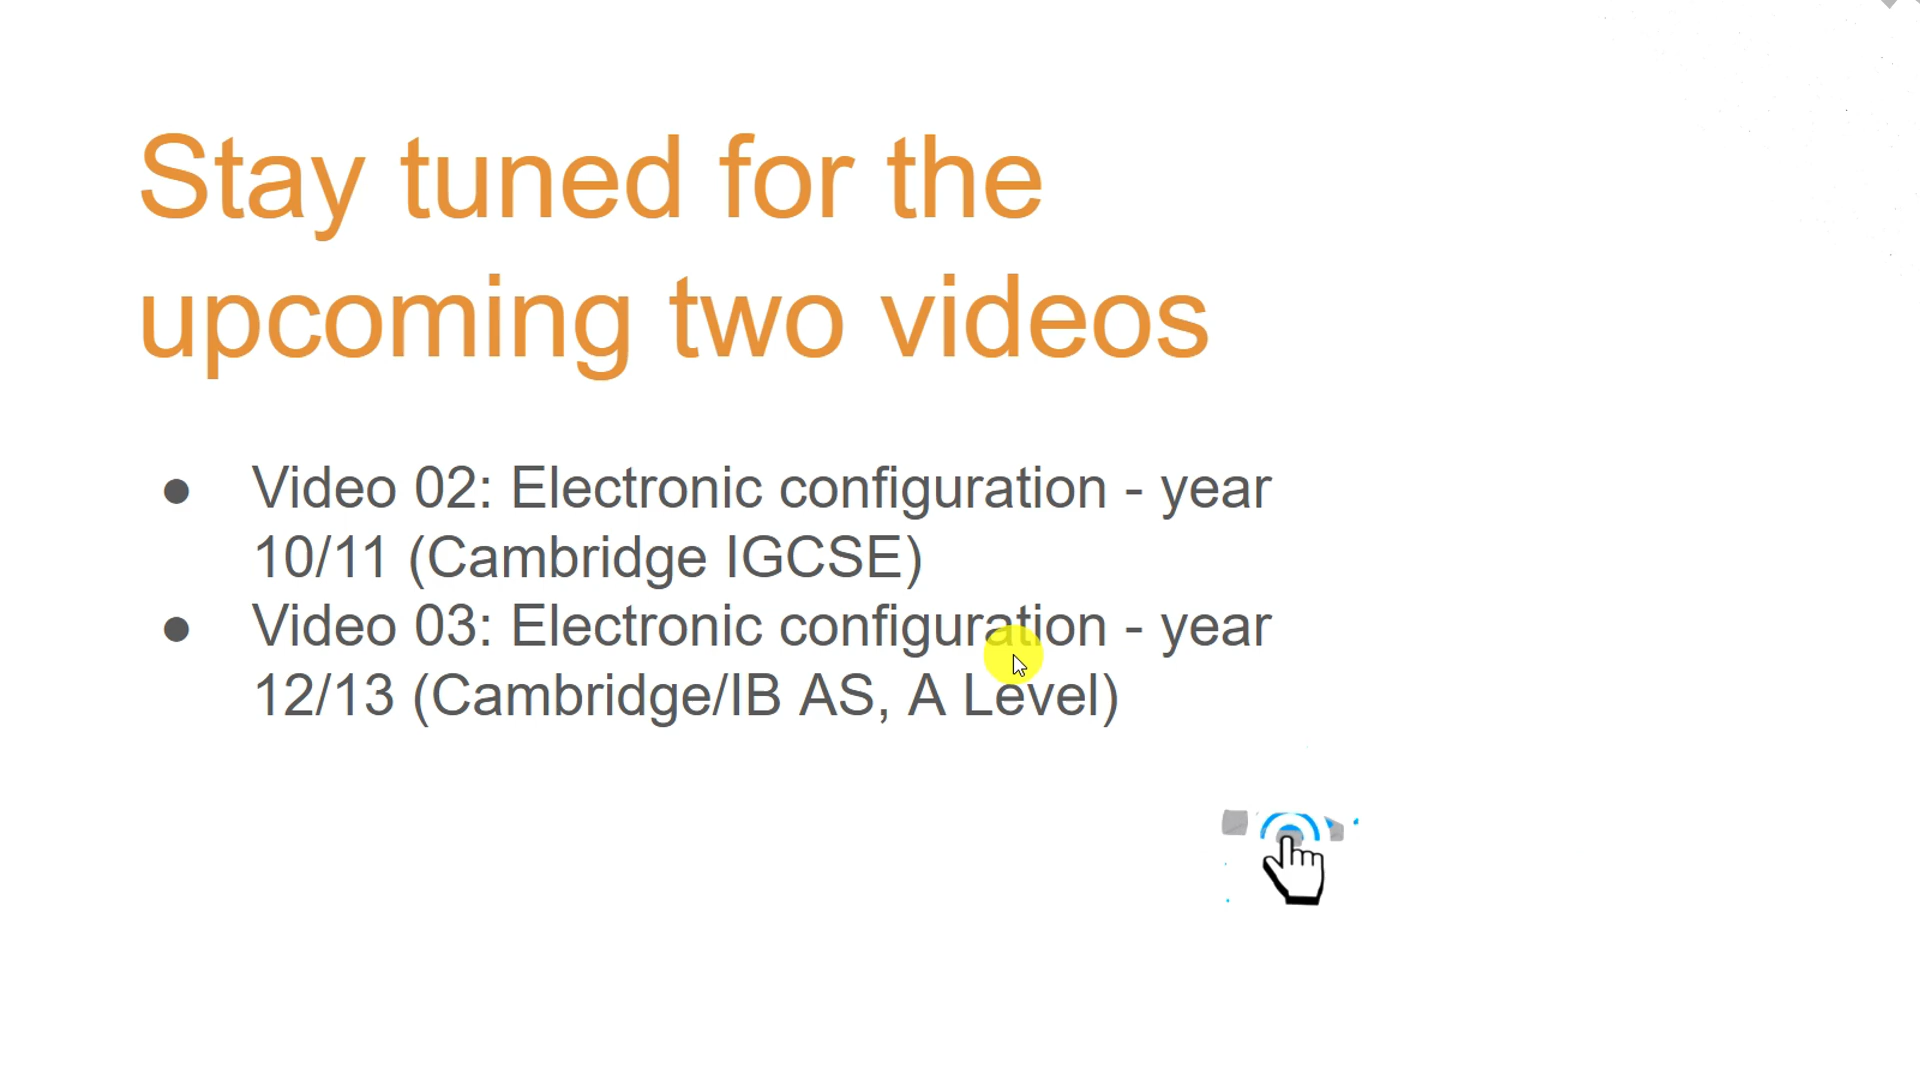 Stay tuned for the
upcoming two videos
● Video 02: Electronic configuration - year
10/11 (Cambridge IGCSE)
● Video 03: Electronic configuration - year
12/13 (Cambridge/IB AS, A Level)